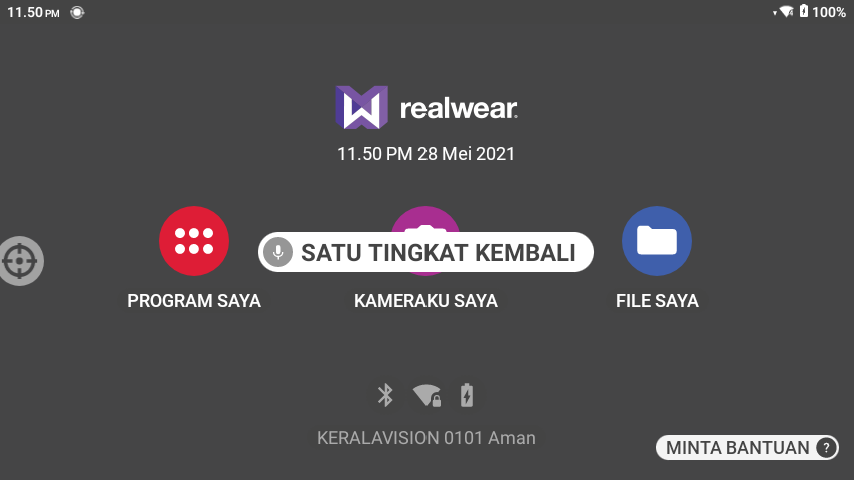 11.50 PM
100%
realwear
11.50 PM 28 Mei 2021
SATU TINGKAT KEMBALI
PROGRAM SAYA
KAMERAKU SAYA
FILE SAYA
KERALAVISION 0101 Aman
MINTA BANTUAN ?